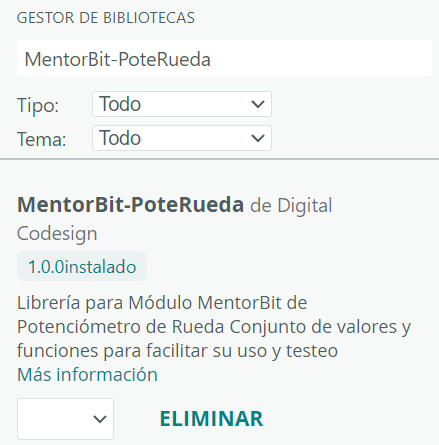 GESTOR DE BIBLIOTECAS
MentorBit-PoteRueda
Tipo: Todo
Tema: Todo
MentorBit-PoteRueda de Digital
Codesign
1.0.0instalado
Librería para Módulo MentorBit de
Potenciómetro de Rueda Conjunto de valores y
funciones para facilitar su uso y testeo
Más información
ELIMINAR